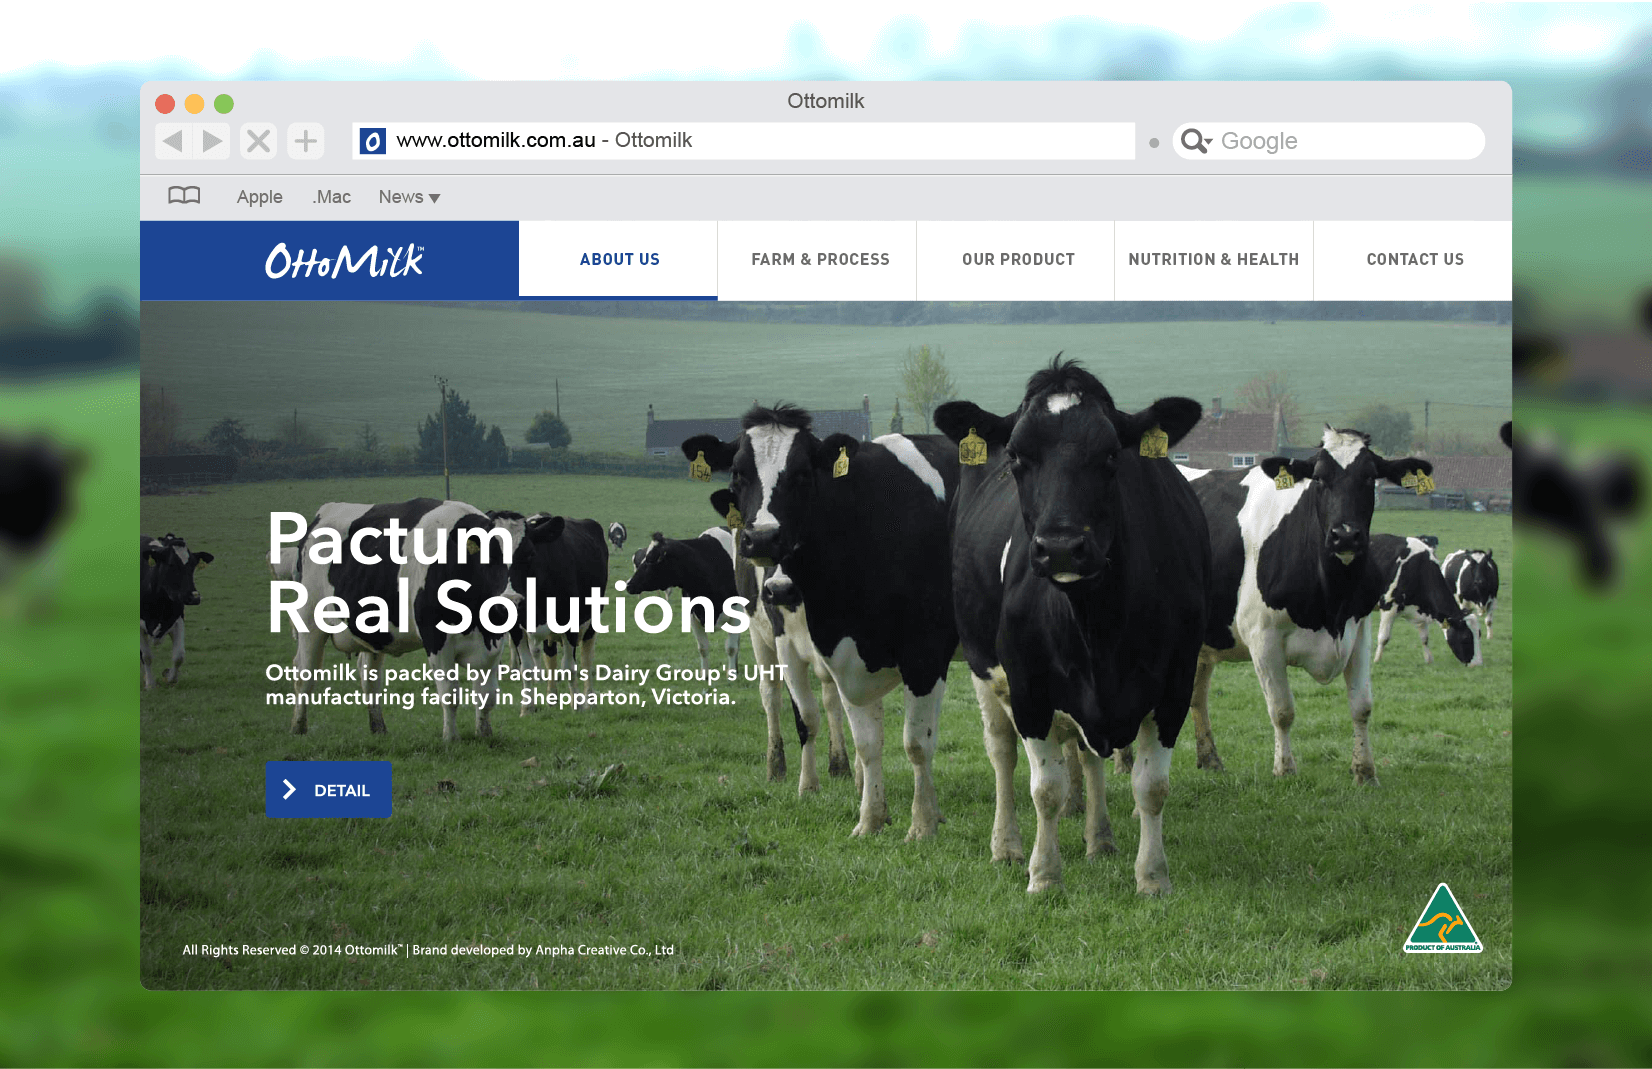 Ottomilk
www.ottomilk.com.au - Ottomilk
Google
Apple .Mac News
OttoMilk™
ABOUT US
FARM & PROCESS
OUR PRODUCT
NUTRITION & HEALTH
CONTACT US
154
Pactum
Real Solutions
Ottomilk is packed by Pactum's Dairy Group's UHT
manufacturing facility in Shepparton, Victoria.
DETAIL
All Rights Reserved © 2014 Ottomilk™ | Brand developed by Anpha Creative Co., Ltd
PRODUCT OF AUSTRALIA